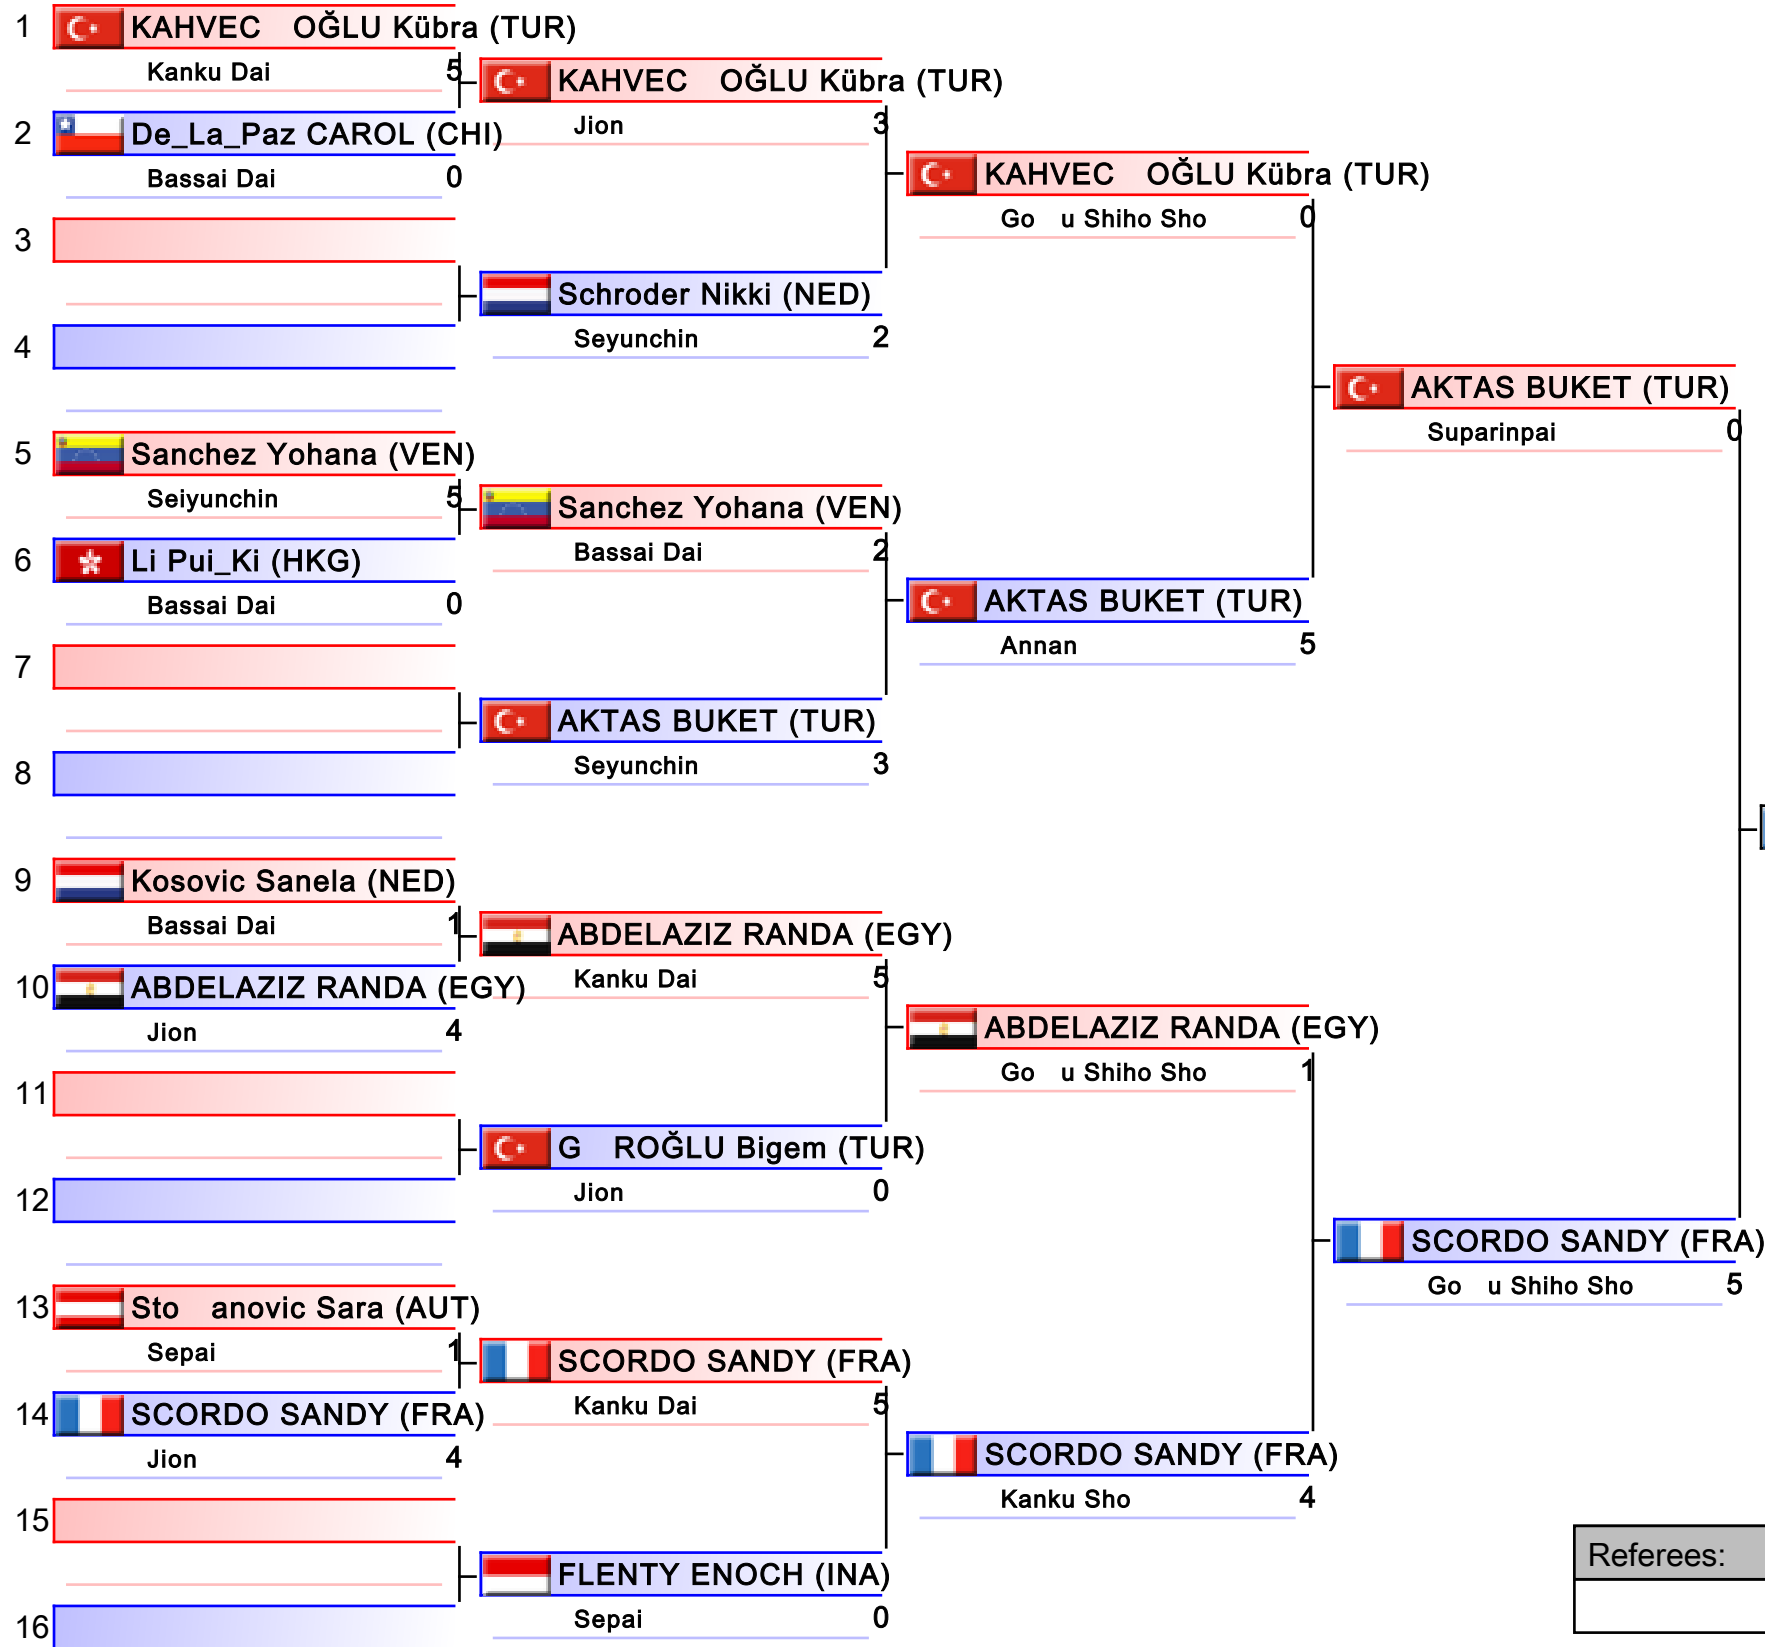 1 KAHVEC OĞLU Kübra (TUR)
Kanku Dai 5
2 De_La_Paz CAROL (CHI)
Bassai Dai 0
3
4
5 Sanchez Yohana (VEN)
Seiyunchin 5
6 Li Pui_Ki (HKG)
Bassai Dai 0
7
8
9 Kosovic Sanela (NED)
Bassai Dai 1
10 ABDELAZIZ RANDA (EGY)
Jion 4
11
12
13 Sto anovic Sara (AUT)
Sepai 1
14 SCORDO SANDY (FRA)
Jion 4
15
16
KAHVEC OĞLU Kübra (TUR)
Jion 3
Schroder Nikki (NED)
Seyunchin 2
Sanchez Yohana (VEN)
Bassai Dai 2
AKTAS BUKET (TUR)
Seyunchin 3
ABDELAZIZ RANDA (EGY)
Kanku Dai 5
G ROĞLU Bigem (TUR)
Jion 0
SCORDO SANDY (FRA)
Kanku Dai 5
FLENTY ENOCH (INA)
Sepai 0
KAHVEC OĞLU Kübra (TUR)
Go u Shiho Sho 0
AKTAS BUKET (TUR)
Annan 5
ABDELAZIZ RANDA (EGY)
Go u Shiho Sho 1
SCORDO SANDY (FRA)
Kanku Sho 4
AKTAS BUKET (TUR)
Suparinpai 0
SCORDO SANDY (FRA)
Go u Shiho Sho 5
Referees: